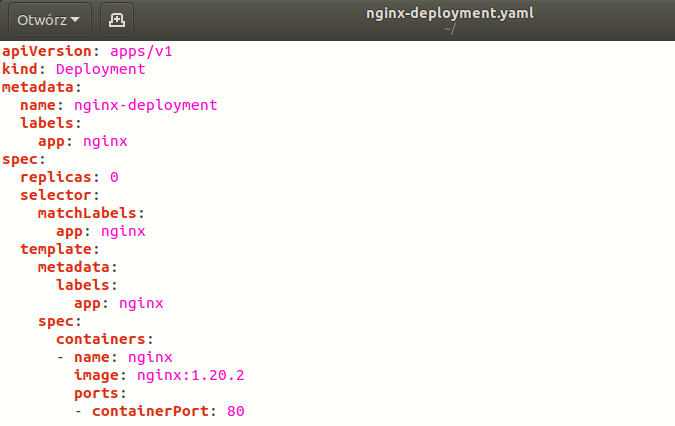 Otwórz
nginx-deployment.yaml
~/
apiVersion: apps/v1
kind: Deployment
metadata:
  name: nginx-deployment
  labels:
    app: nginx
spec:
  replicas: 0
  selector:
    matchLabels:
      app: nginx
  template:
    metadata:
      labels:
        app: nginx
    spec:
      containers:
      - name: nginx
        image: nginx:1.20.2
        ports:
        - containerPort: 80